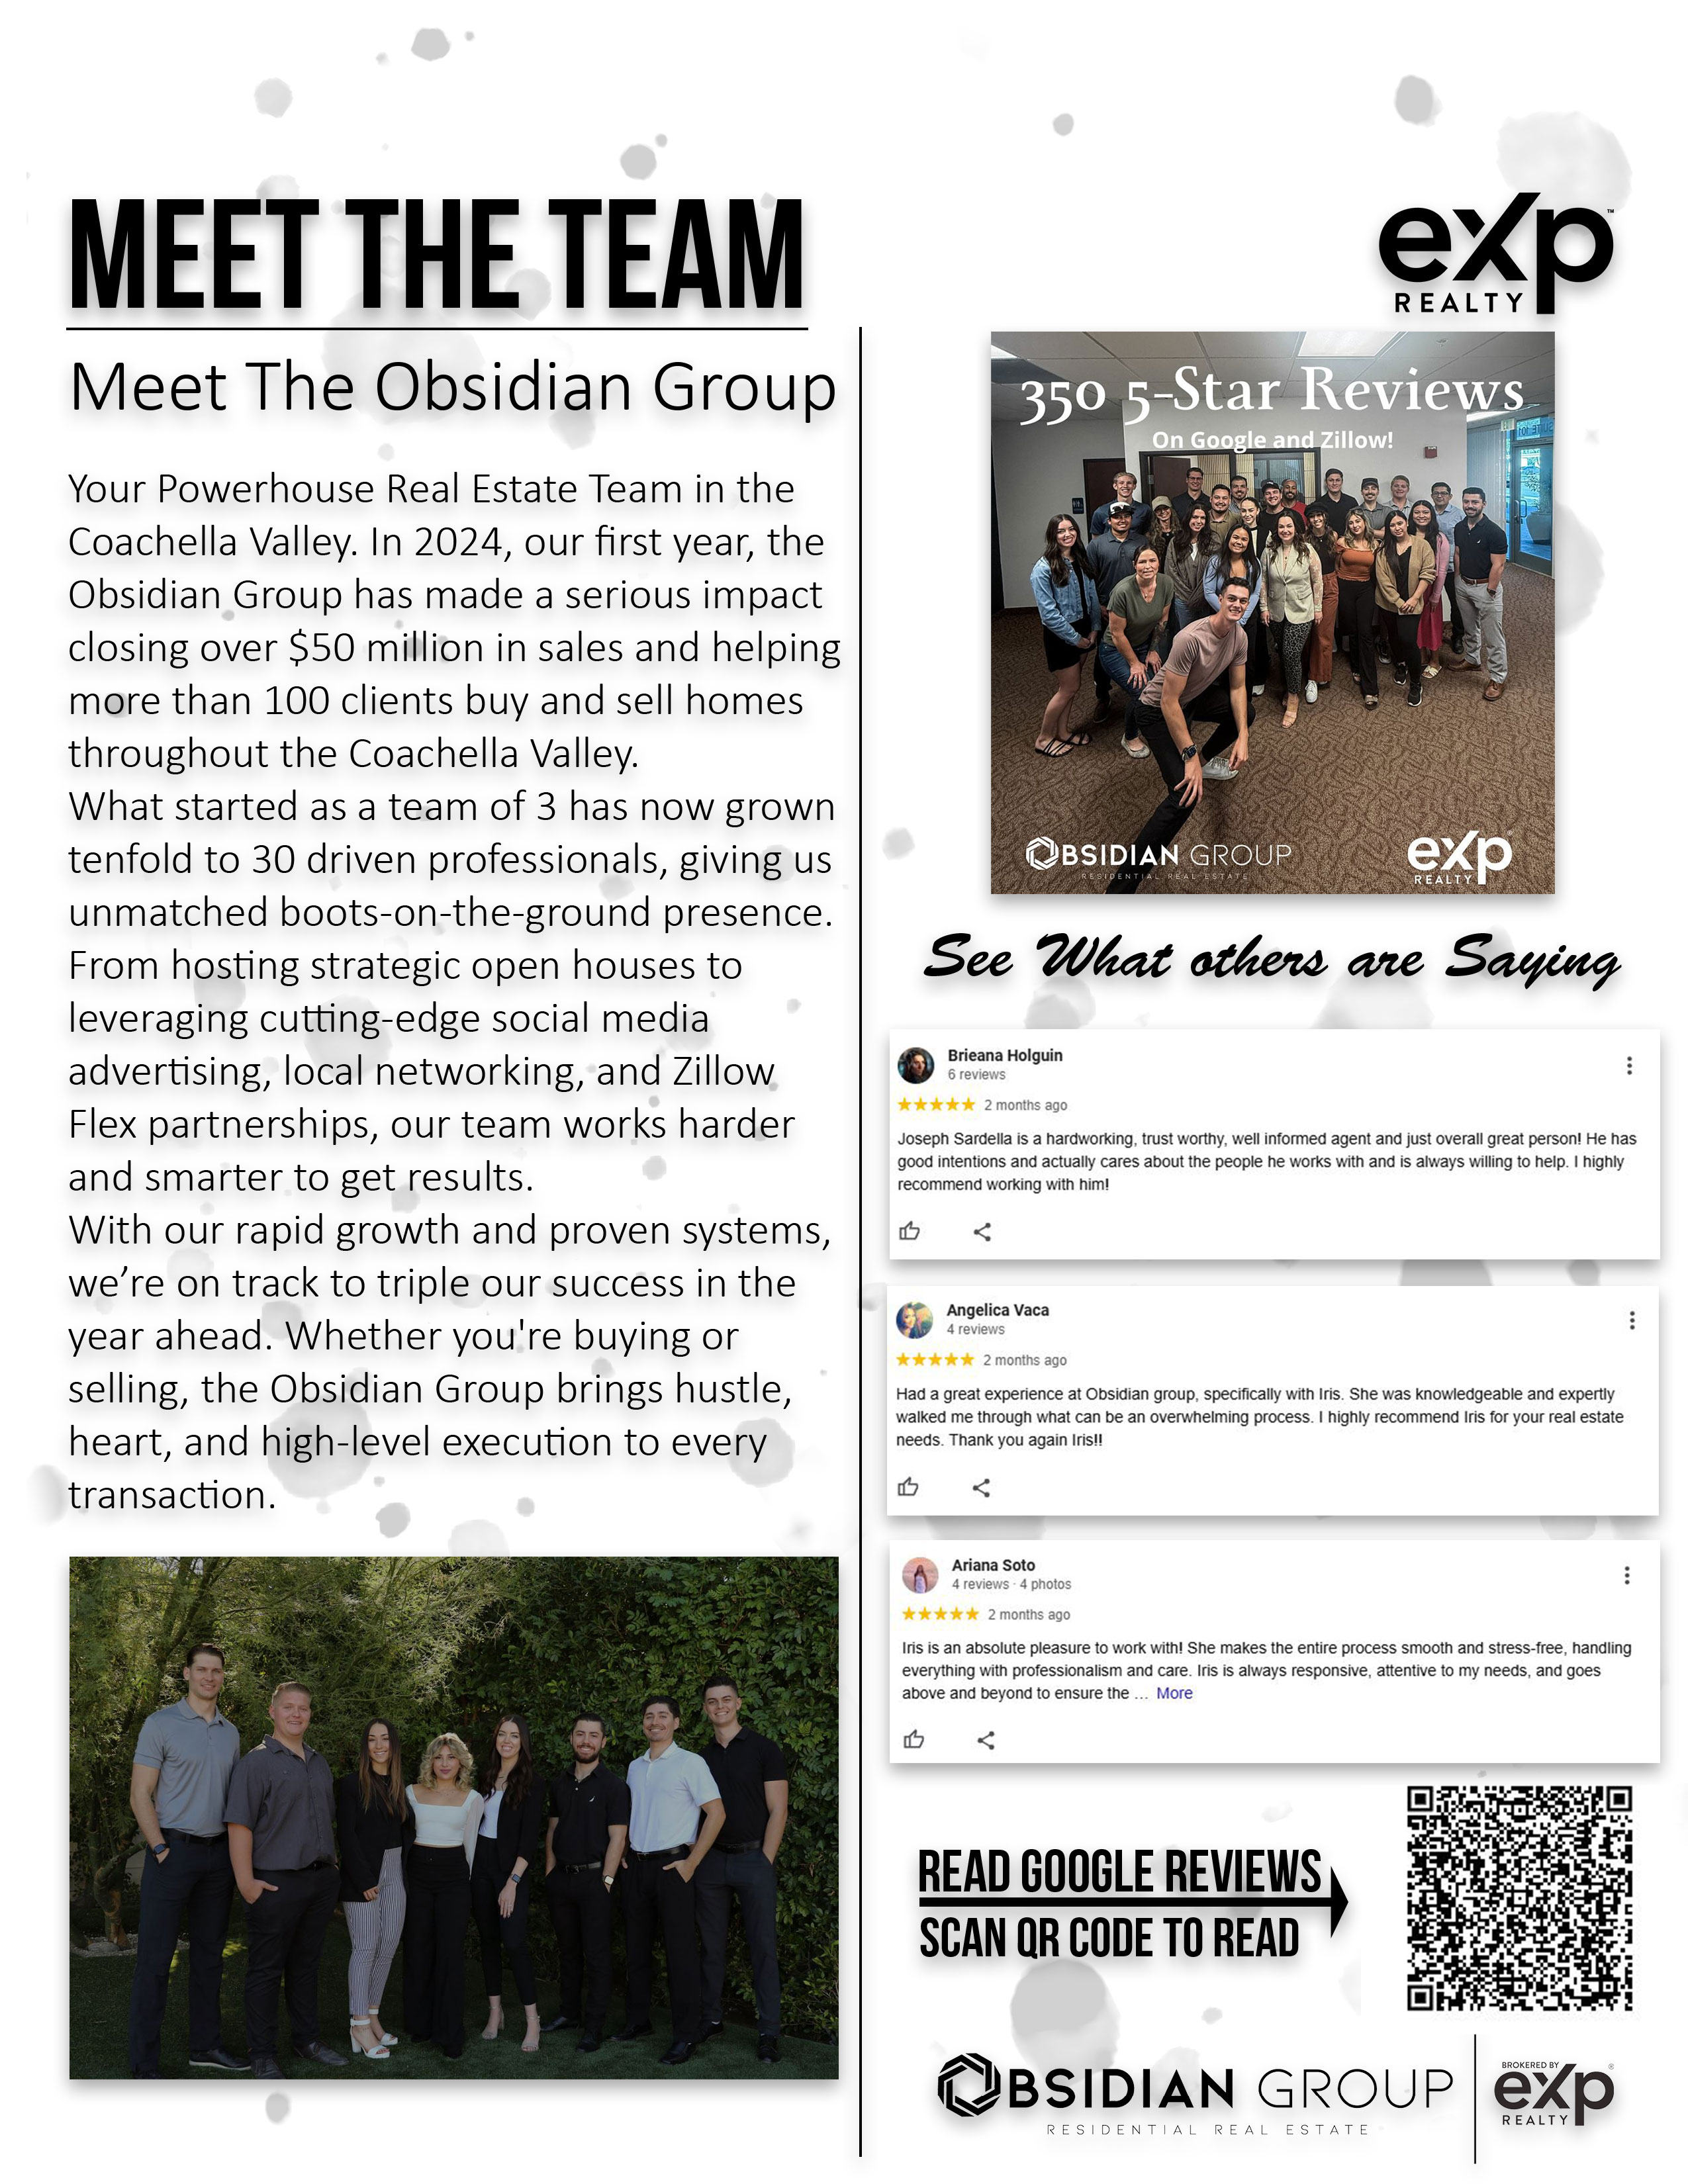 MEET THE TEAM
Meet The Obsidian Group
Your Powerhouse Real Estate Team in the
Coachella Valley. In 2024, our first year, the
Obsidian Group has made a serious impact
closing over $50 million in sales and helping
more than 100 clients buy and sell homes
throughout the Coachella Valley.
What started as a team of 3 has now grown
tenfold to 30 driven professionals, giving us
unmatched boots-on-the-ground presence.
From hosting strategic open houses to
leveraging cutting-edge social media
advertising, local networking, and Zillow
Flex partnerships, our team works harder
and smarter to get results.
With our rapid growth and proven systems,
we’re on track to triple our success in the
year ahead. Whether you're buying or
selling, the Obsidian Group brings hustle,
heart, and high-level execution to every
transaction.
exp™
REALTY
350 5-Star Reviews
On Google and Zillow!
OBSIDIAN GROUP
RESIDENTIAL REAL ESTATE
exp
REALTY
See What others are Saying
Brieana Holguin
6 reviews
2 months ago
Joseph Sardella is a hardworking, trust worthy, well informed agent and just overall great person! He has
good intentions and actually cares about the people he works with and is always willing to help. I highly
recommend working with him!
Angelica Vaca
4 reviews
2 months ago
Had a great experience at Obsidian group, specifically with Iris. She was knowledgeable and expertly
walked me through what can be an overwhelming process. I highly recommend Iris for your real estate
needs. Thank you again Iris!!
Ariana Soto
4 reviews · 4 photos
2 months ago
Iris is an absolute pleasure to work with! She makes the entire process smooth and stress-free, handling
everything with professionalism and care. Iris is always responsive, attentive to my needs, and goes
above and beyond to ensure the … More
READ GOOGLE REVIEWS
SCAN QR CODE TO READ
OBSIDIAN GROUP
RESIDENTIAL REAL ESTATE
BROKERED BY
exp®
REALTY